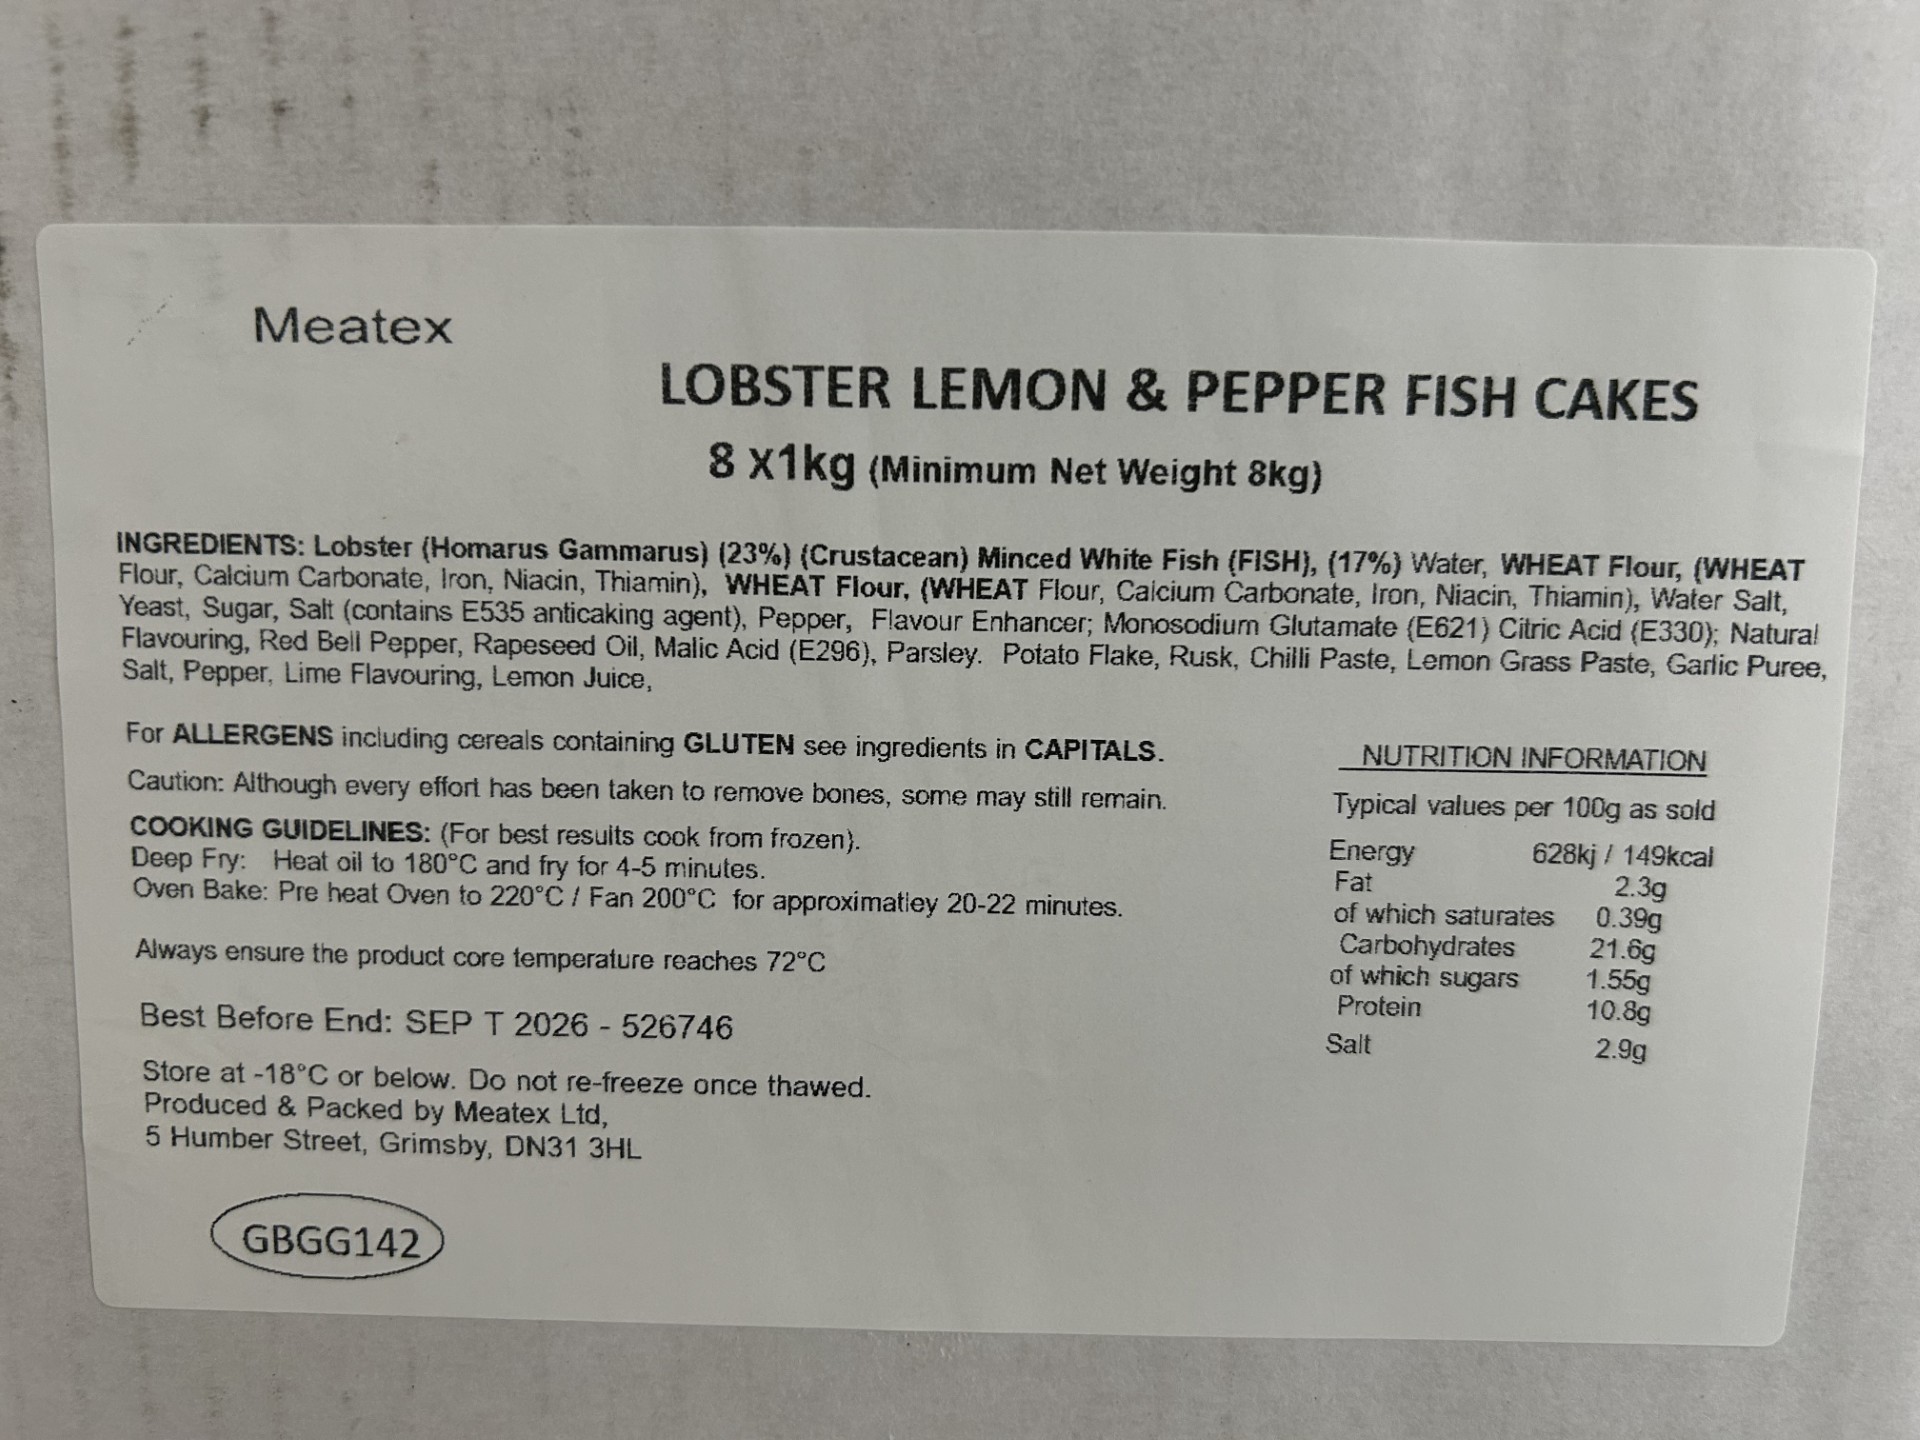 Meatex
LOBSTER LEMON & PEPPER FISH CAKES
8 x1kg (Minimum Net Weight 8kg)
INGREDIENTS: Lobster (Homarus Gammarus) (23%) (Crustacean) Minced White Fish (FISH), (17%) Water, WHEAT Flour, (WHEAT
Flour, Calcium Carbonate, Iron, Niacin, Thiamin), WHEAT Flour, (WHEAT Flour, Calcium Carbonate, Iron, Niacin, Thiamin), Water Salt,
Yeast, Sugar, Salt (contains E535 anticaking agent), Pepper, Flavour Enhancer; Monosodium Glutamate (E621) Citric Acid (E330); Natural
Flavouring, Red Bell Pepper, Rapeseed Oil, Malic Acid (E296), Parsley. Potato Flake, Rusk, Chilli Paste, Lemon Grass Paste, Garlic Puree,
Salt, Pepper, Lime Flavouring, Lemon Juice,
For ALLERGENS including cereals containing GLUTEN see ingredients in CAPITALS.
Caution: Although every effort has been taken to remove bones, some may still remain.
COOKING GUIDELINES: (For best results cook from frozen).
Deep Fry: Heat oil to 180°C and fry for 4-5 minutes.
Oven Bake: Pre heat Oven to 220°C / Fan 200°C for approximatley 20-22 minutes.
Always ensure the product core temperature reaches 72°C
Best Before End: SEP T 2026 - 526746
Store at -18°C or below. Do not re-freeze once thawed.
Produced & Packed by Meatex Ltd,
5 Humber Street, Grimsby, DN31 3HL
GBGG142
NUTRITION INFORMATION
Typical values per 100g as sold
Energy 628kj / 149kcal
Fat 2.3g
of which saturates 0.39g
Carbohydrates 21.6g
of which sugars 1.55g
Protein 10.8g
Salt 2.9g